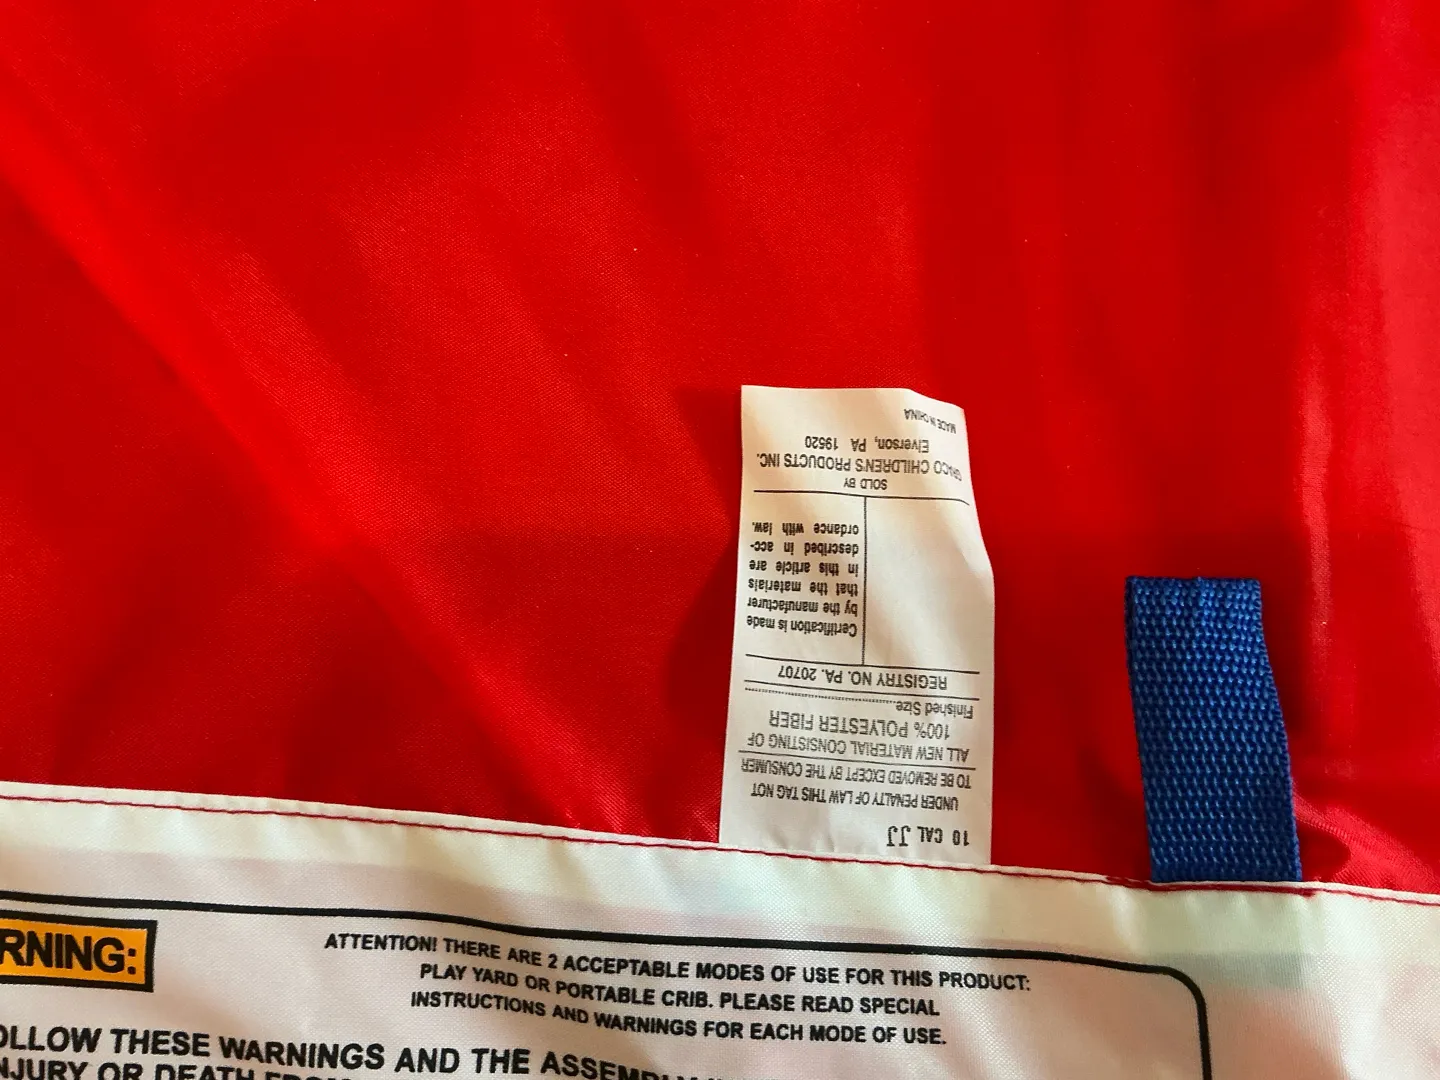 10 CAL JJ
UNDER PENALTY OF LAW THIS TAG NOT
TO BE REMOVED EXCEPT BY THE CONSUMER
ALL NEW MATERIAL CONSISTING OF
100% POLYESTER FIBER
Finished Size
REGISTRY NO. PA. 20707
Certification is made
by the manufacturer
that the materials
in this article are
described in acc-
ordance with law.
SOLD BY
GRACO CHILDREN'S PRODUCTS INC.
Elverson, PA 19520
MADE IN CHINA
RNING:
ATTENTION! THERE ARE 2 ACCEPTABLE MODES OF USE FOR THIS PRODUCT:
PLAY YARD OR PORTABLE CRIB. PLEASE READ SPECIAL
INSTRUCTIONS AND WARNINGS FOR EACH MODE OF USE.
OLLOW THESE WARNINGS AND THE ASSEMBLY
NJURY OR DEATH FROM